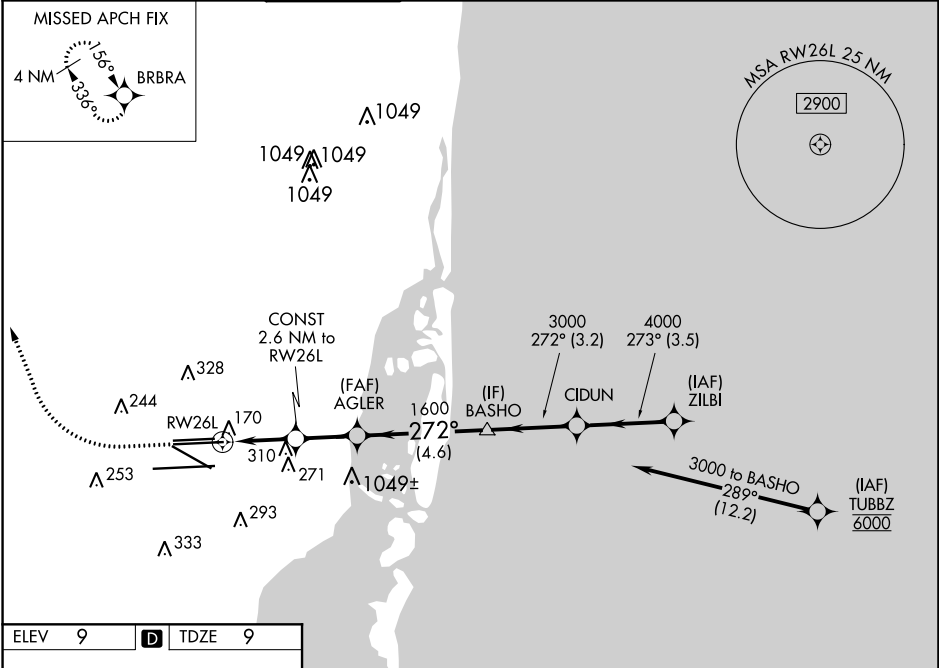 MISSED APCH FIX
156°
4 NM
BRBRA
336°
MSA RW26L 25 NM
2900
1049
1049
1049
1049
CONST
2.6 NM to
RW26L
3000
272° (3.2)
4000
273° (3.5)
(FAF)
AGLER
(IF)
BASHO
CIDUN
(IAF)
ZILBI
1600
272°
(4.6)
328
244
RW26L
170
310
271
253
1049±
293
333
3000 to BASHO
289°
(12.2)
(IAF)
TUBBZ
6000
ELEV 9 D TDZE 9